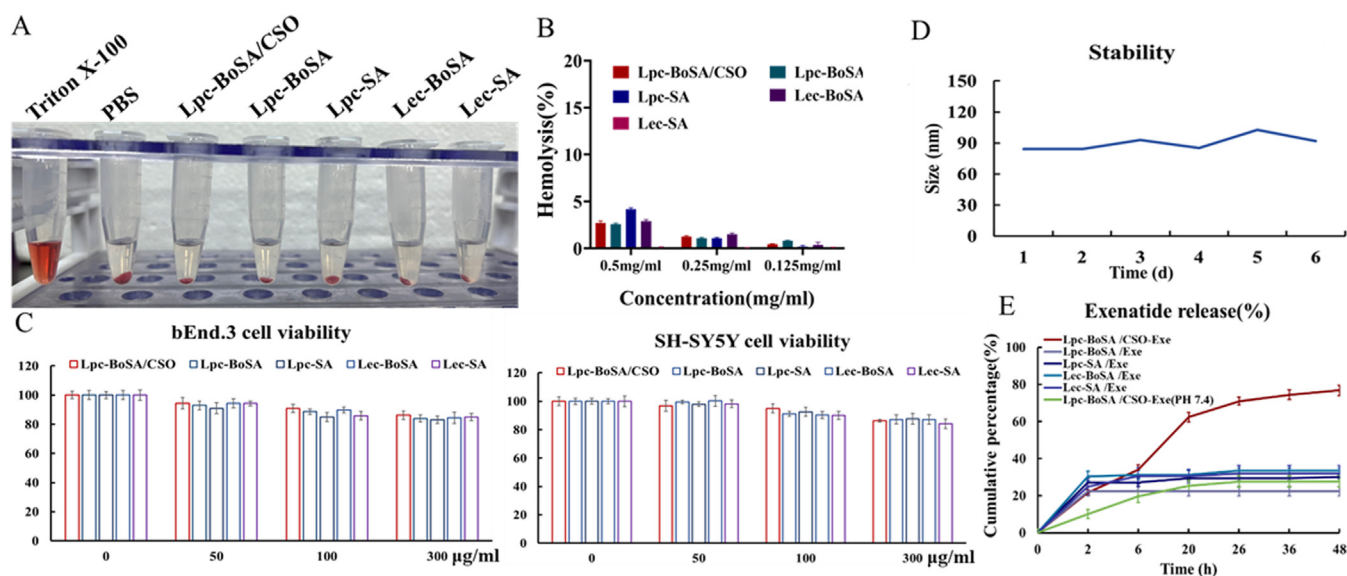 A
Triton X-100
PBS
Lpc-BoSA/CSO
Lpc-BoSA
Lpc-SA
Lec-BoSA
Lec-SA
B
Hemolysis(%)
20
15
10
5
0
Lpc-BoSA/CSO
Lpc-BoSA
Lpc-SA
Lec-BoSA
Lec-SA
0.5mg/ml 0.25mg/ml 0.125mg/ml
Concentration(mg/ml)
D
Stability
Size (nm)
150
120
90
60
30
0
1 2 3 4 5 6
Time (d)
C
bEnd.3 cell viability
Lpc-BoSA/CSO Lpc-BoSA Lpc-SA Lec-BoSA Lec-SA
120
100
80
60
40
20
0
0 50 100 300 μg/ml
SH-SY5Y cell viability
Lpc-BoSA/CSO Lpc-BoSA Lpc-SA Lec-BoSA Lec-SA
120
100
80
60
40
20
0
0 50 100 300 μg/ml
E
Exenatide release(%)
Cumulative percentage(%)
100
80
60
40
20
0
Lpc-BoSA /CSO-Exe
Lpc-BoSA /Exe
Lpc-SA /Exe
Lec-BoSA /Exe
Lec-SA /Exe
Lpc-BoSA /CSO-Exe(PH 7.4)
0 2 6 20 26 36 48
Time (h)